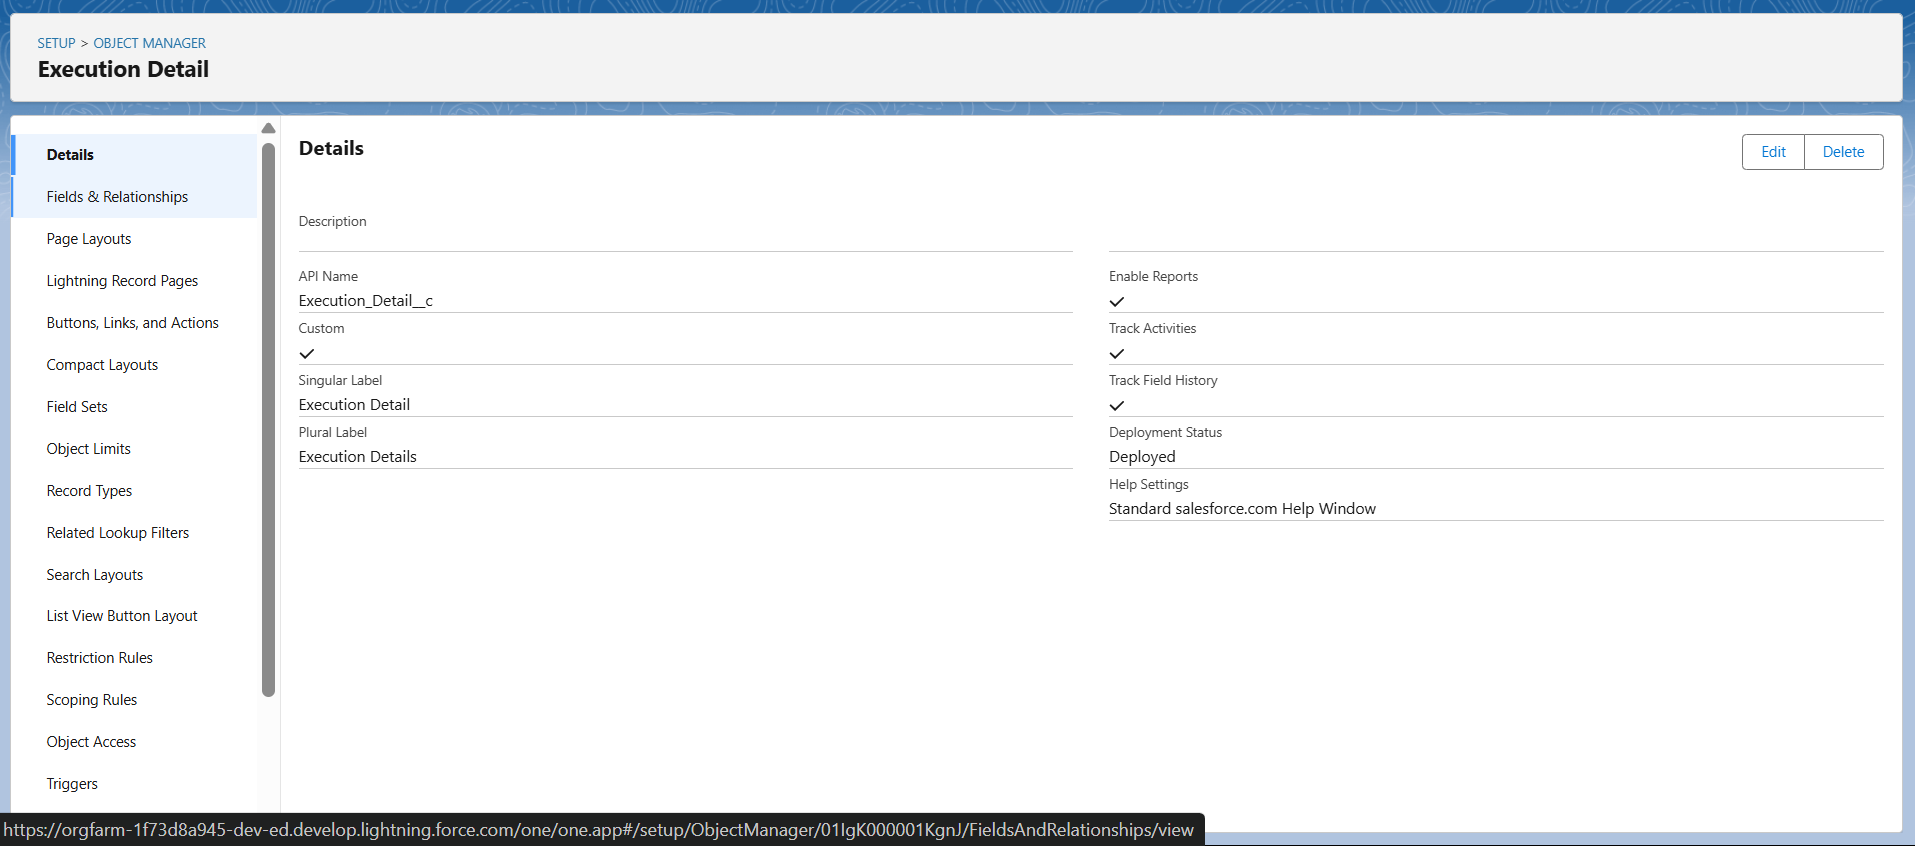 SETUP > OBJECT MANAGER
Execution Detail
Details
Fields & Relationships
Page Layouts
Lightning Record Pages
Buttons, Links, and Actions
Compact Layouts
Field Sets
Object Limits
Record Types
Related Lookup Filters
Search Layouts
List View Button Layout
Restriction Rules
Scoping Rules
Object Access
Triggers
Details
Edit
Delete
Description
API Name
Execution_Detail__c
Custom
Singular Label
Execution Detail
Plural Label
Execution Details
Enable Reports
Track Activities
Track Field History
Deployment Status
Deployed
Help Settings
Standard salesforce.com Help Window
https://orgfarm-1f73d8a945-dev-ed.develop.lightning.force.com/one/one.app#/setup/ObjectManager/01IgK000001KgnJ/FieldsAndRelationships/view